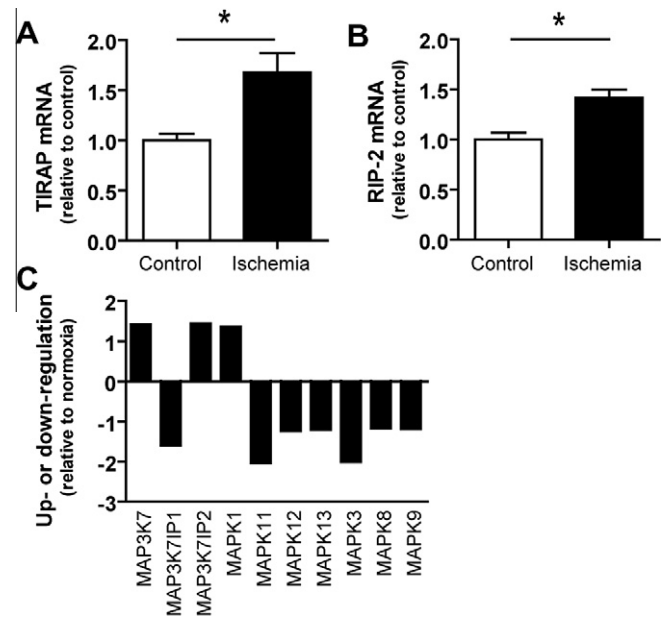 A
*
TIRAP mRNA
(relative to control)
2.0
1.5
1.0
0.5
0.0
Control Ischemia
B
*
RIP-2 mRNA
(relative to control)
2.0
1.5
1.0
0.5
0.0
Control Ischemia
C
Up- or down-regulation
(relative to normoxia)
2
1
0
-1
-2
-3
MAP3K7
MAP3K7IP1
MAP3K7IP2
MAPK1
MAPK11
MAPK12
MAPK13
MAPK3
MAPK8
MAPK9